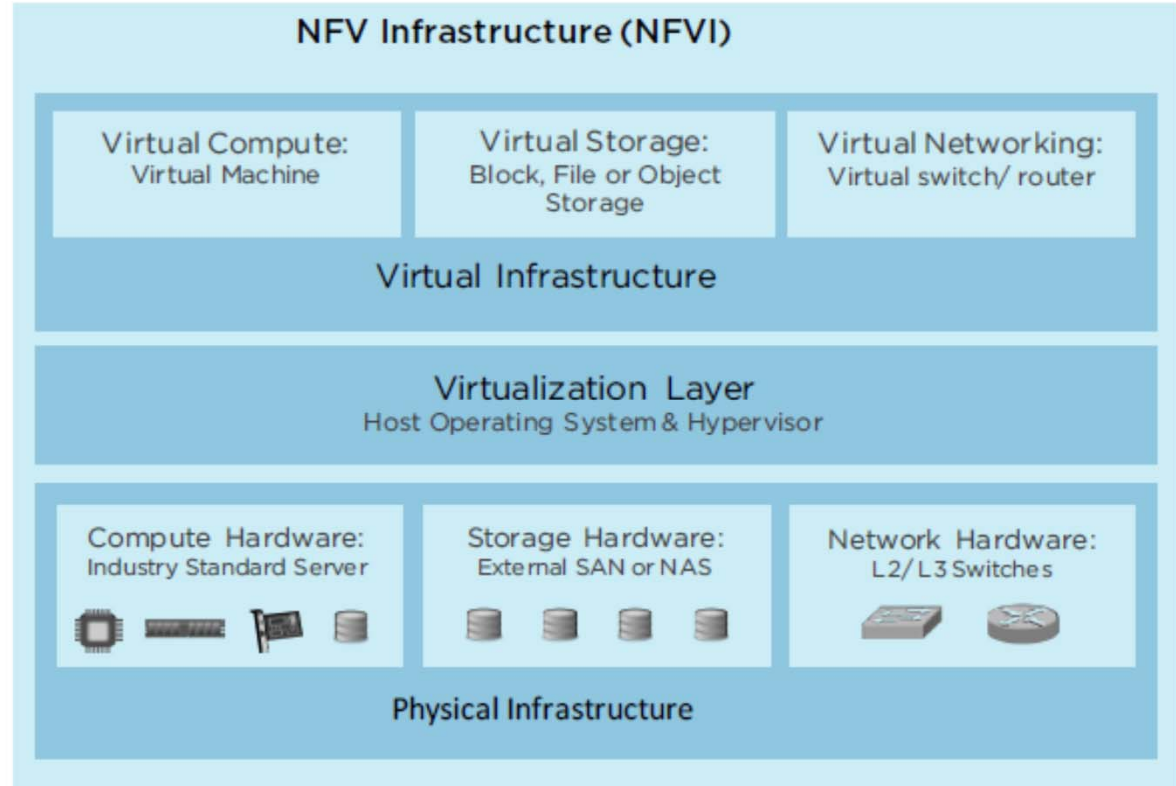 NFV Infrastructure (NFVI)
Virtual Compute:
Virtual Machine
Virtual Storage:
Block, File or Object
Storage
Virtual Networking:
Virtual switch/ router
Virtual Infrastructure
Virtualization Layer
Host Operating System & Hypervisor
Compute Hardware:
Industry Standard Server
Storage Hardware:
External SAN or NAS
Network Hardware:
L2/ L3 Switches
Physical Infrastructure